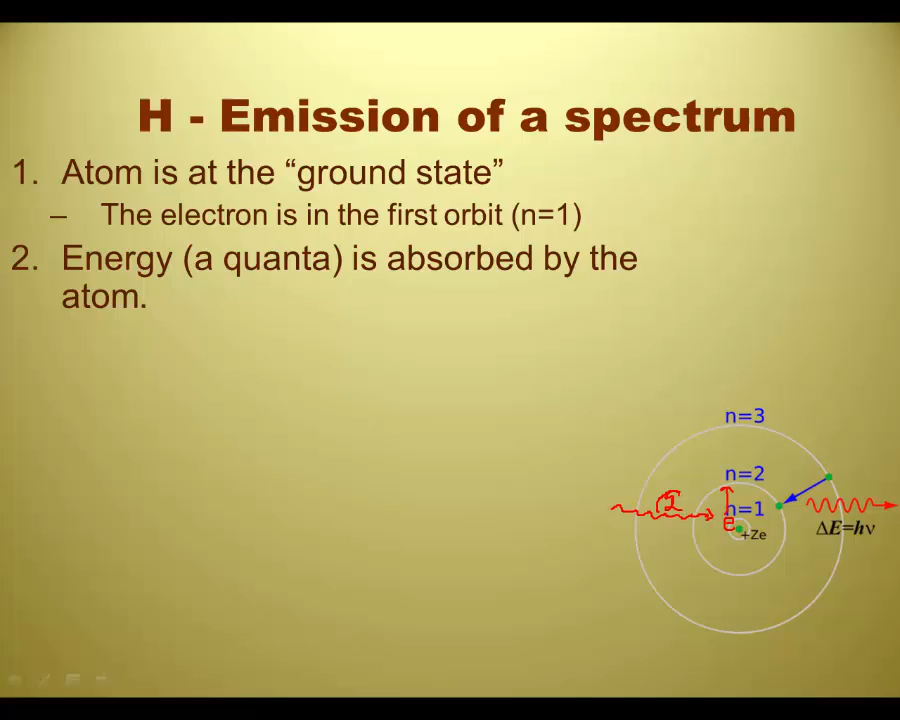 H - Emission of a spectrum
1. Atom is at the “ground state”
– The electron is in the first orbit (n=1)
2. Energy (a quanta) is absorbed by the
atom.
n=3
n=2
n=1
e
+Ze
ΔE=hν